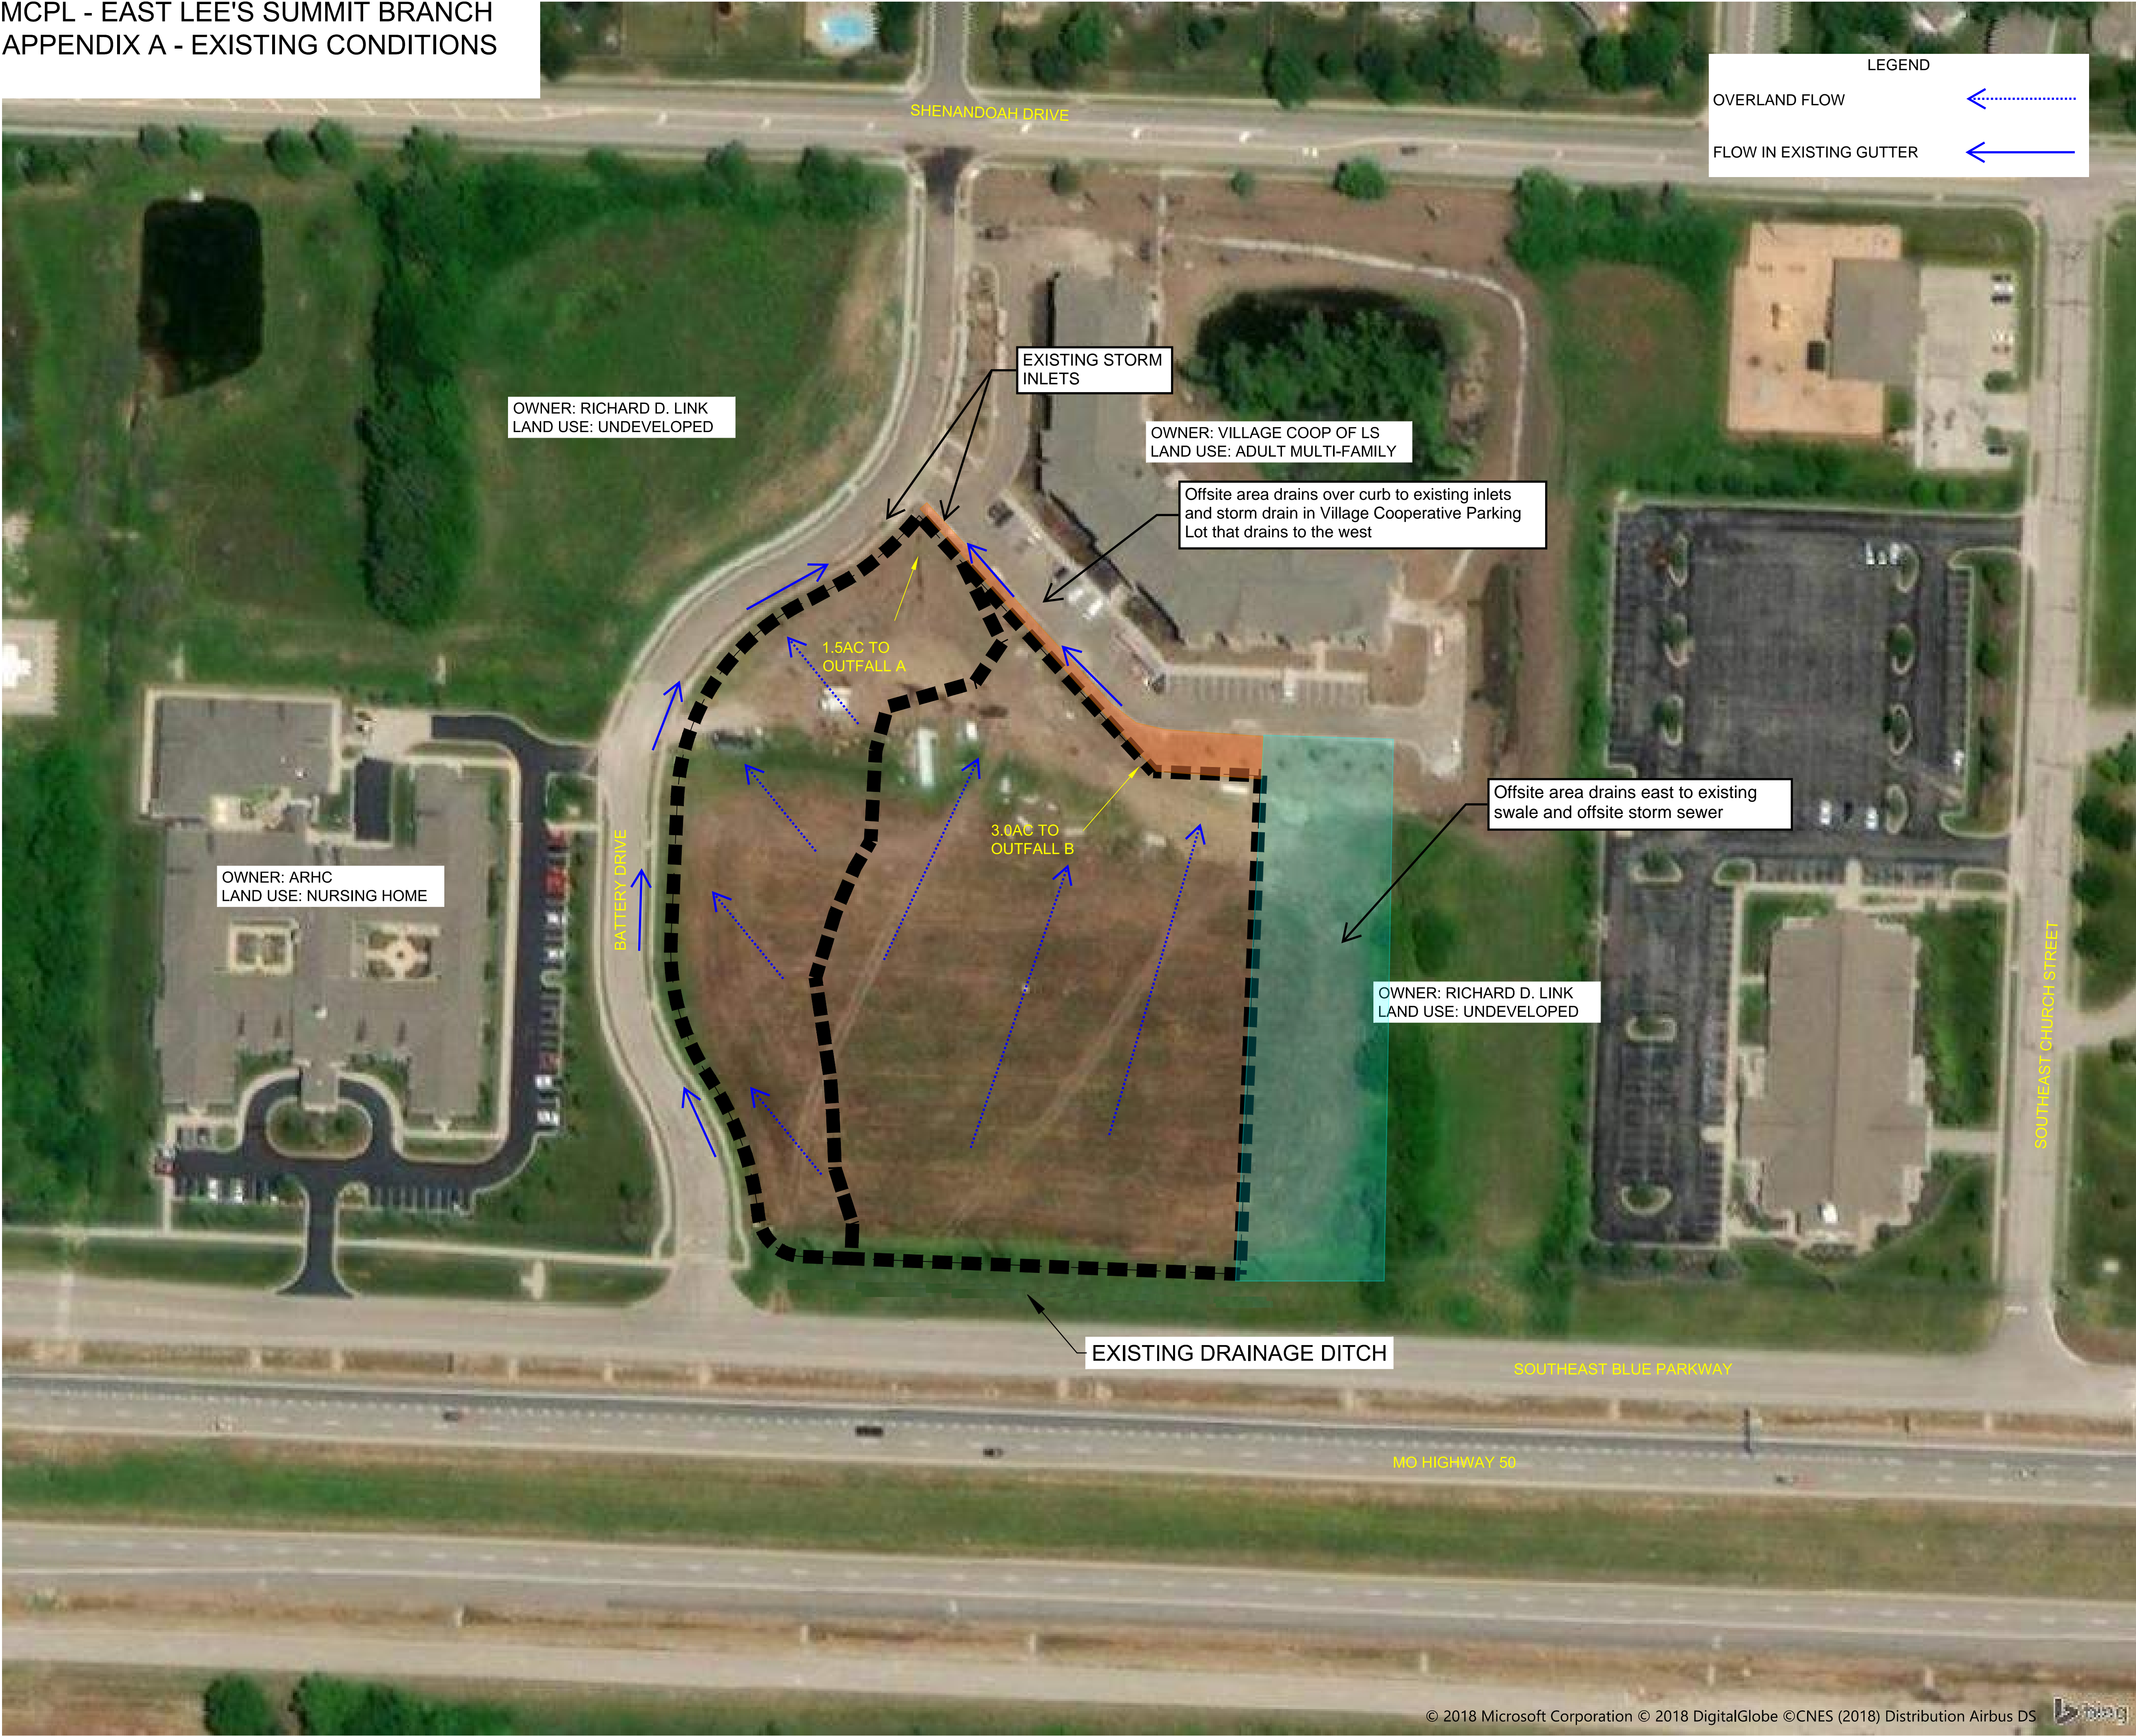 MCPL - EAST LEE'S SUMMIT BRANCH
APPENDIX A - EXISTING CONDITIONS
LEGEND
OVERLAND FLOW
FLOW IN EXISTING GUTTER
SHENANDOAH DRIVE
EXISTING STORM
INLETS
OWNER: RICHARD D. LINK
LAND USE: UNDEVELOPED
OWNER: VILLAGE COOP OF LS
LAND USE: ADULT MULTI-FAMILY
Offsite area drains over curb to existing inlets
and storm drain in Village Cooperative Parking
Lot that drains to the west
1.5AC TO
OUTFALL A
3.0AC TO
OUTFALL B
Offsite area drains east to existing
swale and offsite storm sewer
BATTERY DRIVE
OWNER: ARHC
LAND USE: NURSING HOME
OWNER: RICHARD D. LINK
LAND USE: UNDEVELOPED
SOUTHEAST CHURCH STREET
EXISTING DRAINAGE DITCH
SOUTHEAST BLUE PARKWAY
MO HIGHWAY 50
© 2018 Microsoft Corporation © 2018 DigitalGlobe ©CNES (2018) Distribution Airbus DS
bing